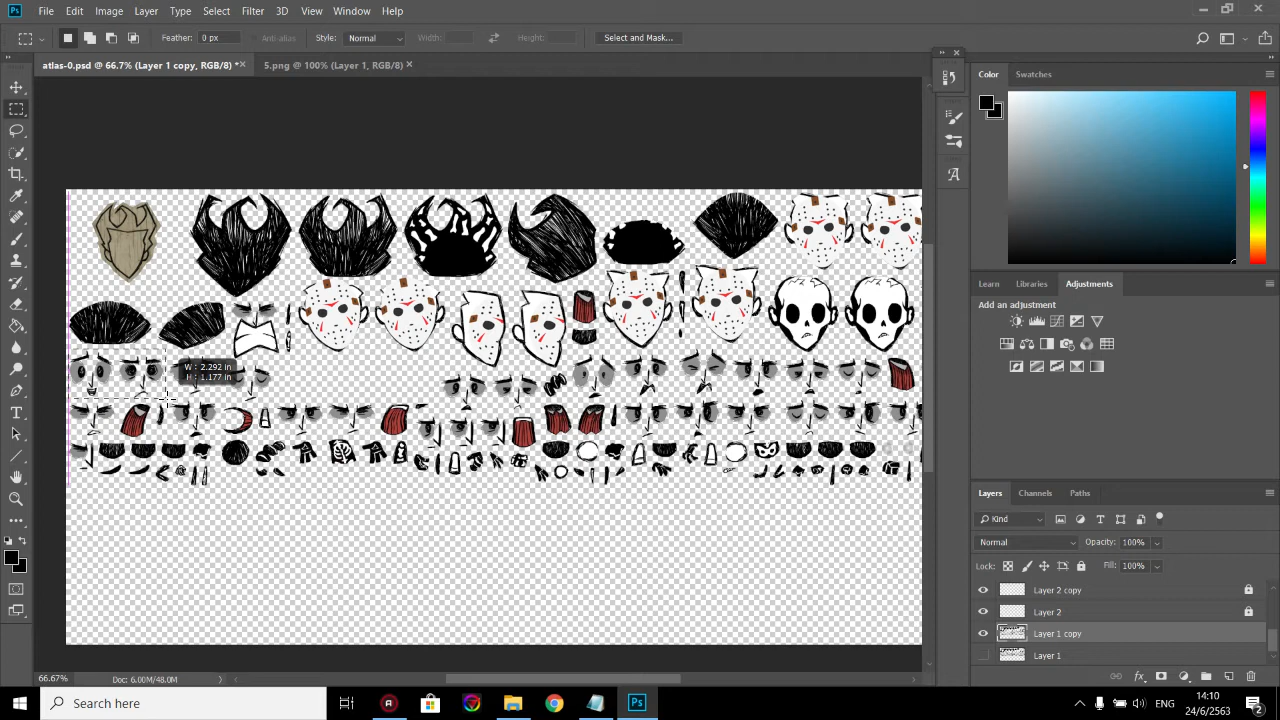 File Edit Image Layer Type Select Filter 3D View Window Help
Feather: 0 px Anti-alias Style: Normal Width: Height: Select and Mask...
atlas-0.psd @ 66.7% (Layer 1 copy, RGB/8) * 5.png @ 100% (Layer 1, RGB/8)
Color Swatches
Learn Libraries Adjustments
Add an adjustment
W: 2.292 in
H: 1.177 in
Layers Channels Paths
Kind
Normal Opacity: 100%
Lock: Fill: 100%
Layer 2 copy
Layer 2
Layer 1 copy
Layer 1
66.67% Doc: 6.00M/48.0M
Search here
ENG
14:10
24/6/2563
2